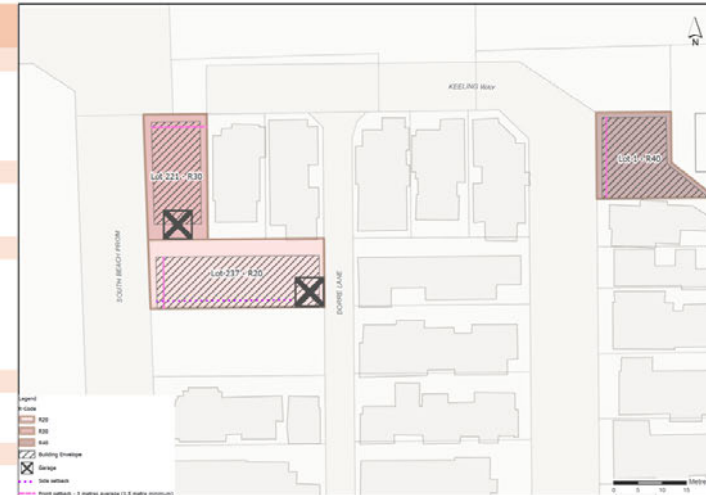 N
KEELING WAY
Lot 221 - R30
Lot 1 - R40
SOUTH BEACH PROM
Lot 237 - R20
DORRE LANE
Legend
R-Code
R20
R30
R40
Building Envelope
Garage
Side setback
Front setback - 3 metres average (1.5 metre minimum)
Metres
0 5 10 15